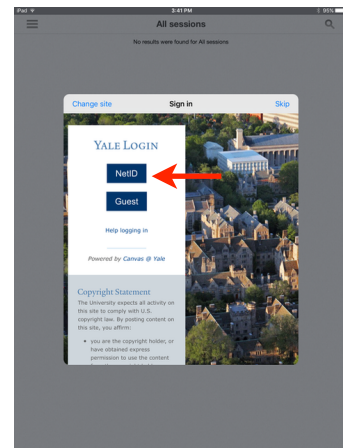 iPad 3:41 PM 95%
All sessions
No results were found for All sessions
Change site Sign in Skip
YALE LOGIN
NetID
Guest
Help logging in
Powered by Canvas @ Yale
Copyright Statement
The University expects all activity on
this site to comply with U.S.
copyright law. By posting content on
this site, you affirm:
• you are the copyright holder, or
have obtained express
permission to use the content